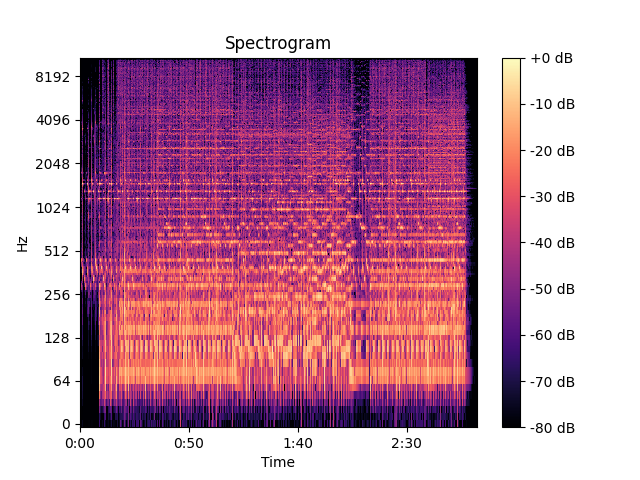 Spectrogram
8192
4096
2048
1024
512
256
128
64
0
Hz
0:00
0:50
1:40
2:30
Time
+0 dB
-10 dB
-20 dB
-30 dB
-40 dB
-50 dB
-60 dB
-70 dB
-80 dB